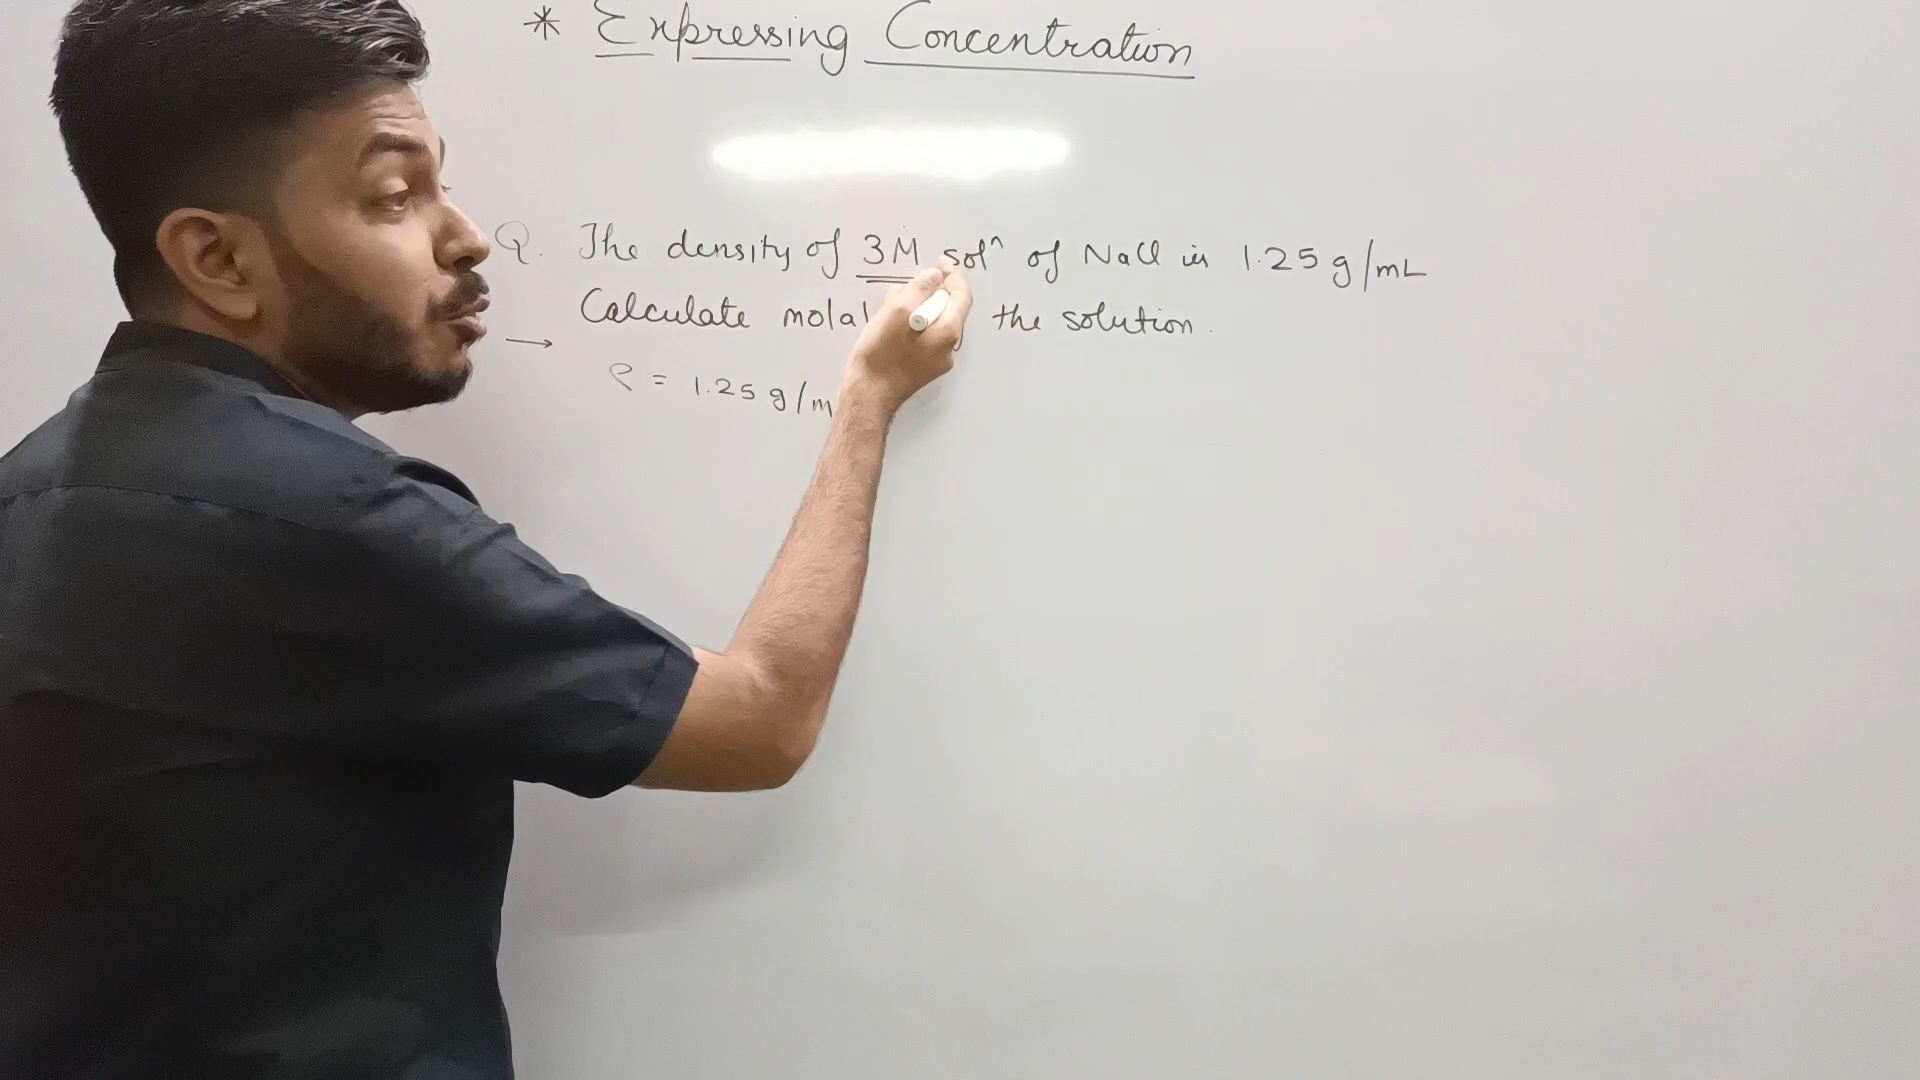 * Expressing Concentration
Q. The density of 3M solⁿ of NaCl is 1.25 g/mL
Calculate molal the solution.
→
ρ = 1.25 g/m